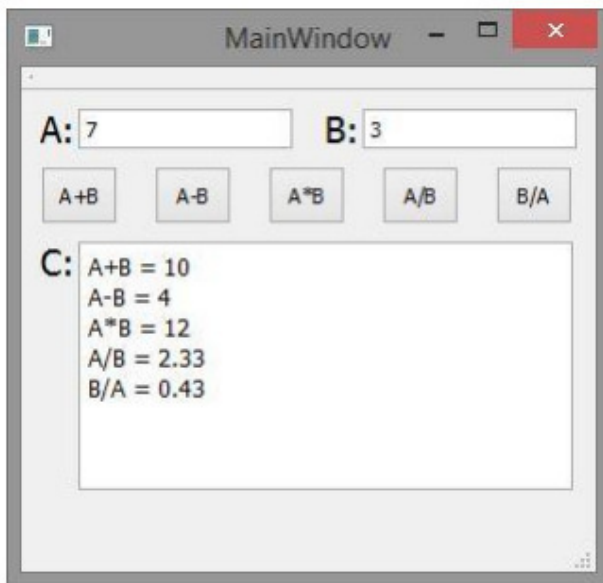 MainWindow
A: 7 B: 3
A+B A-B A*B A/B B/A
C: A+B = 10
A-B = 4
A*B = 12
A/B = 2.33
B/A = 0.43